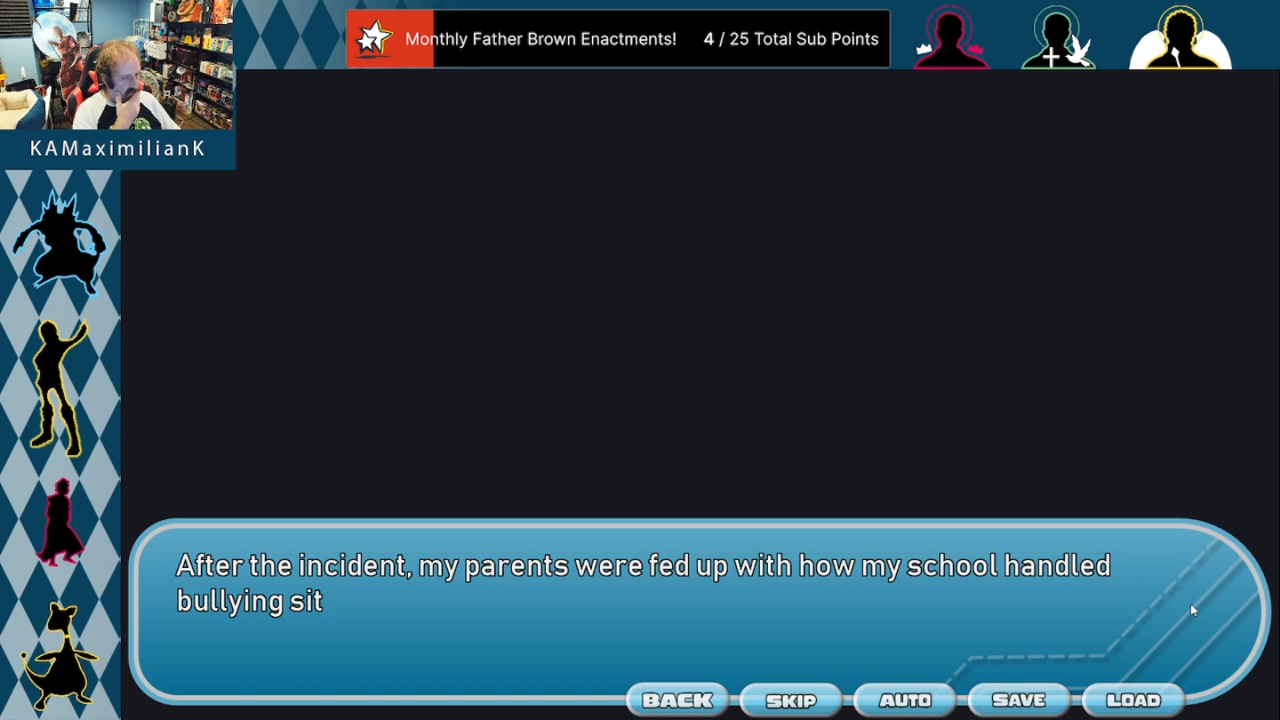 Monthly Father Brown Enactments! 4 / 25 Total Sub Points
KAMaximilianK
After the incident, my parents were fed up with how my school handled
bullying sit
BACK SKIP AUTO SAVE LOAD